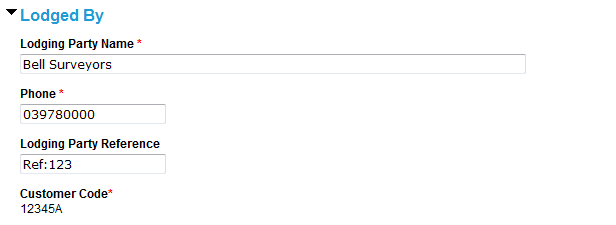 Lodged By
Lodging Party Name *
Bell Surveyors
Phone *
039780000
Lodging Party Reference
Ref:123
Customer Code*
12345A